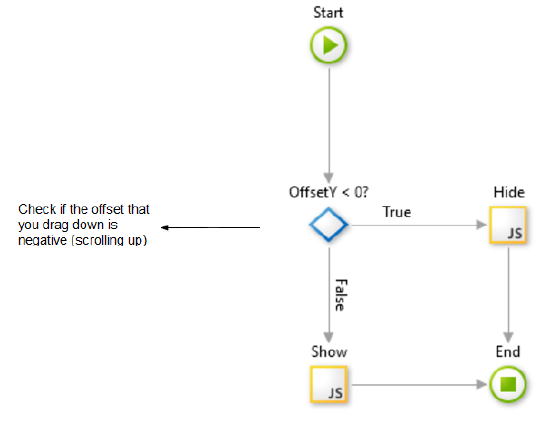 Start
OffsetY < 0?
Hide
Check if the offset that
you drag down is
negative (scrolling up)
True
JS
False
Show
End
JS